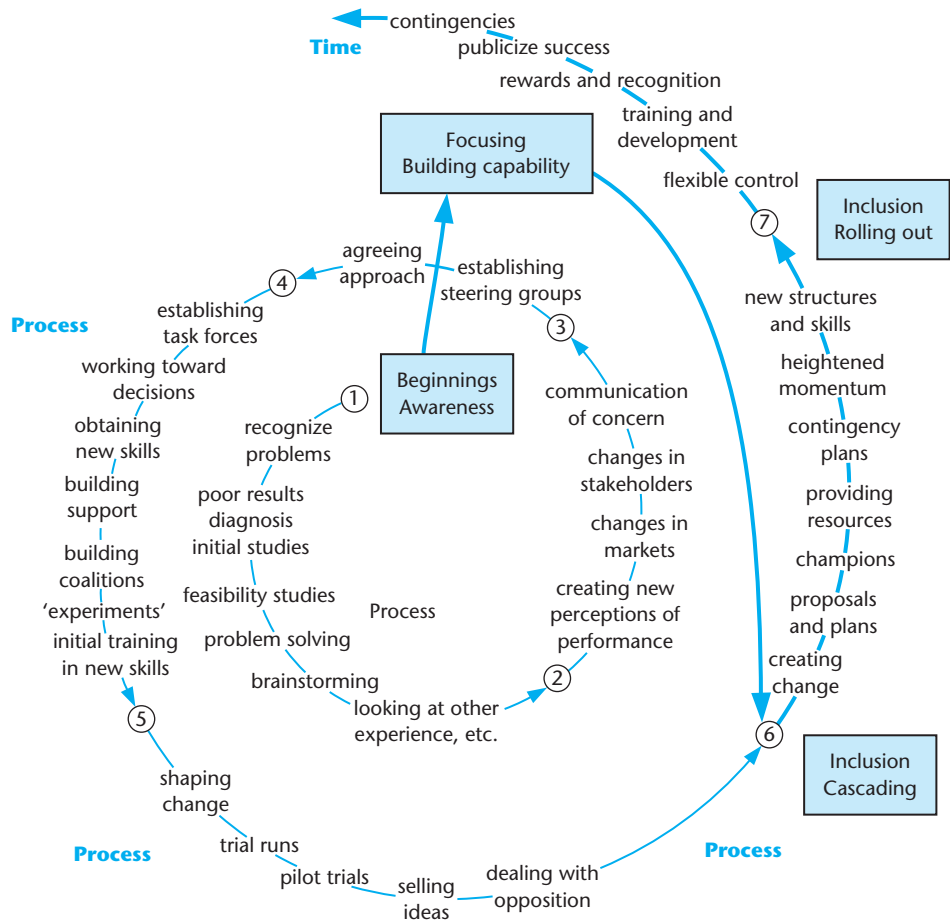 contingencies
Time
publicize success
rewards and recognition
training and
development
flexible control
7
Inclusion
Rolling out
Focusing
Building capability
agreeing
approach
establishing
steering groups
4
3
establishing
task forces
Process
working toward
decisions
obtaining
new skills
building
support
building
coalitions
'experiments'
initial training
in new skills
5
Beginnings
Awareness
1
recognize
problems
poor results
diagnosis
initial studies
feasibility studies
Process
problem solving
brainstorming
looking at other
experience, etc.
2
communication
of concern
changes in
stakeholders
changes in
markets
creating new
perceptions of
performance
new structures
and skills
heightened
momentum
contingency
plans
providing
resources
champions
proposals
and plans
creating
change
6
Inclusion
Cascading
shaping
change
Process
trial runs
pilot trials
selling
ideas
dealing with
opposition
Process